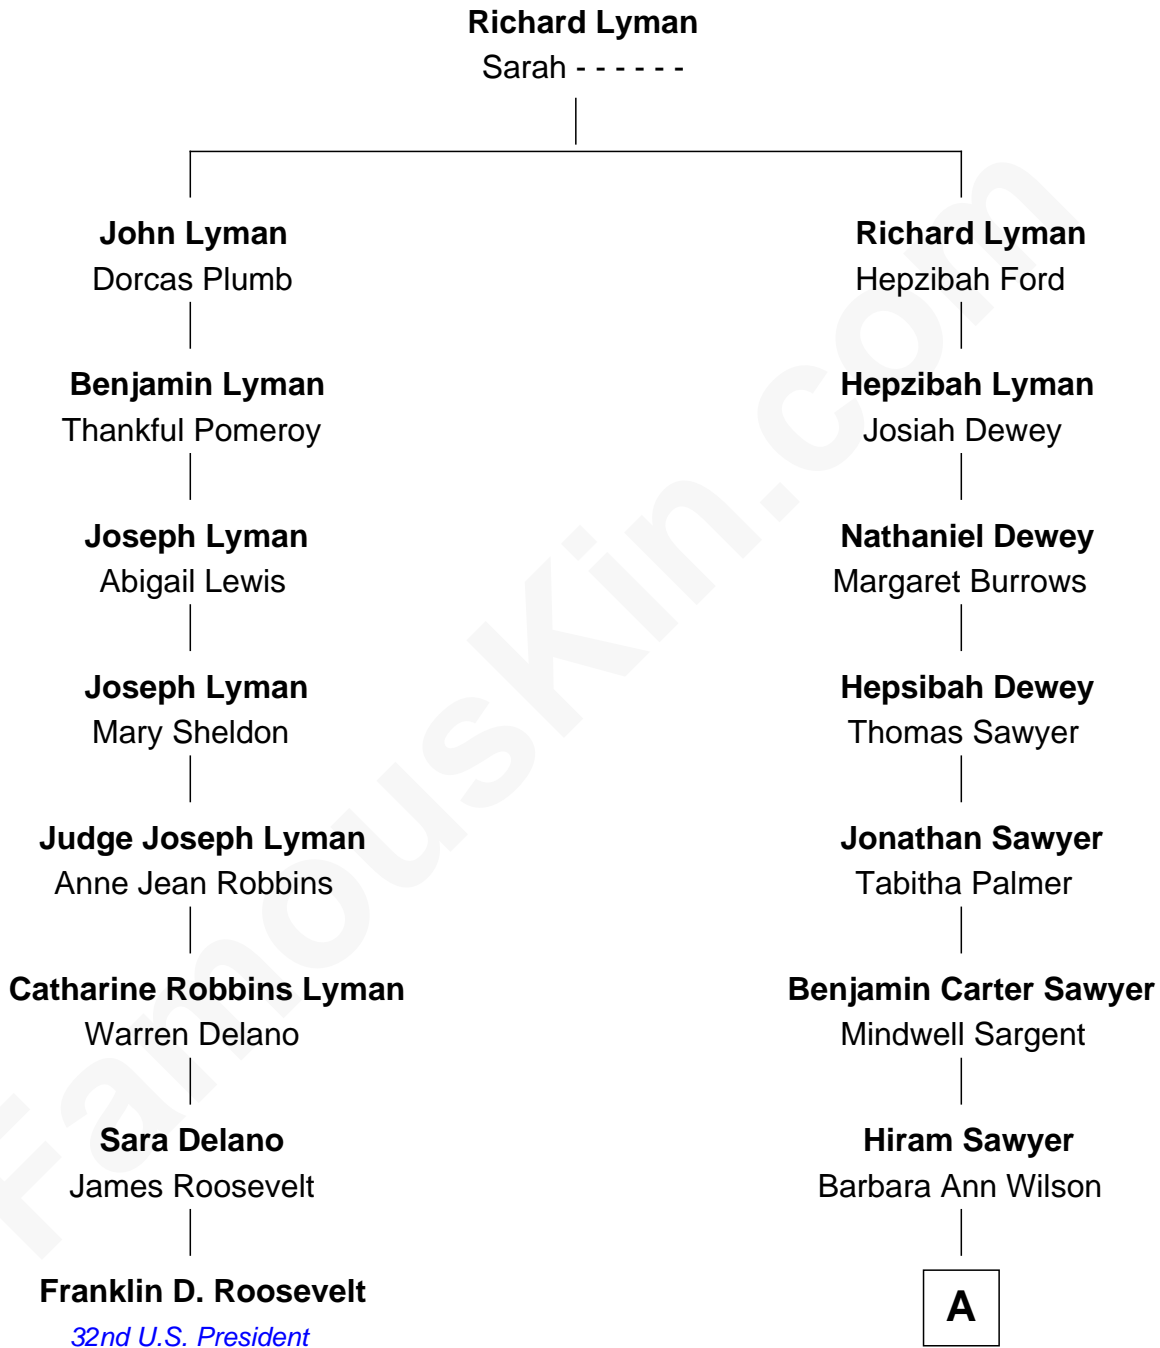 Richard Lyman
Sarah - - - - - -
John Lyman
Dorcas Plumb
Richard Lyman
Hepzibah Ford
Benjamin Lyman
Thankful Pomeroy
Hepzibah Lyman
Josiah Dewey
Joseph Lyman
Abigail Lewis
Nathaniel Dewey
Margaret Burrows
Joseph Lyman
Mary Sheldon
Hepsibah Dewey
Thomas Sawyer
Judge Joseph Lyman
Anne Jean Robbins
Jonathan Sawyer
Tabitha Palmer
Catharine Robbins Lyman
Warren Delano
Benjamin Carter Sawyer
Mindwell Sargent
Sara Delano
James Roosevelt
Hiram Sawyer
Barbara Ann Wilson
Franklin D. Roosevelt
32nd U.S. President
A
FamousKin.com